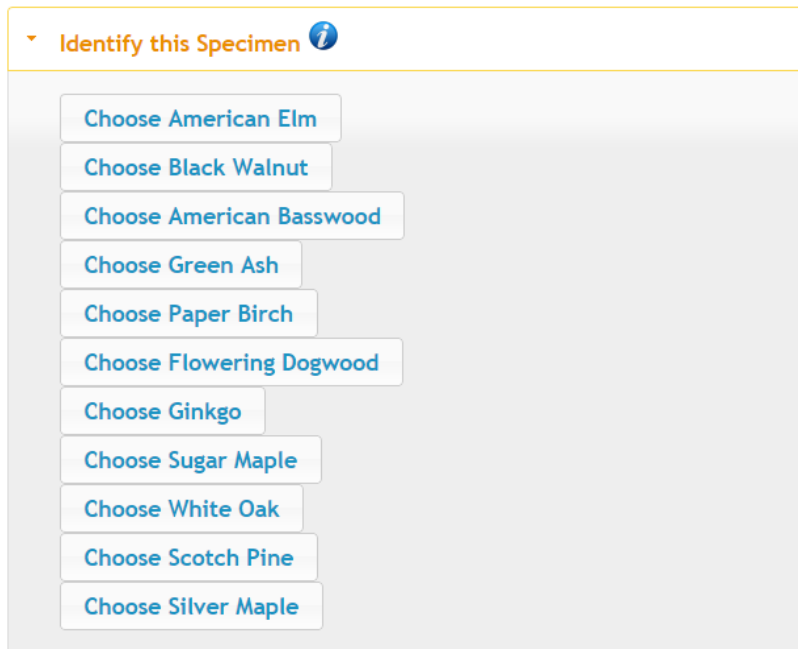 Identify this Specimen i
Choose American Elm
Choose Black Walnut
Choose American Basswood
Choose Green Ash
Choose Paper Birch
Choose Flowering Dogwood
Choose Ginkgo
Choose Sugar Maple
Choose White Oak
Choose Scotch Pine
Choose Silver Maple